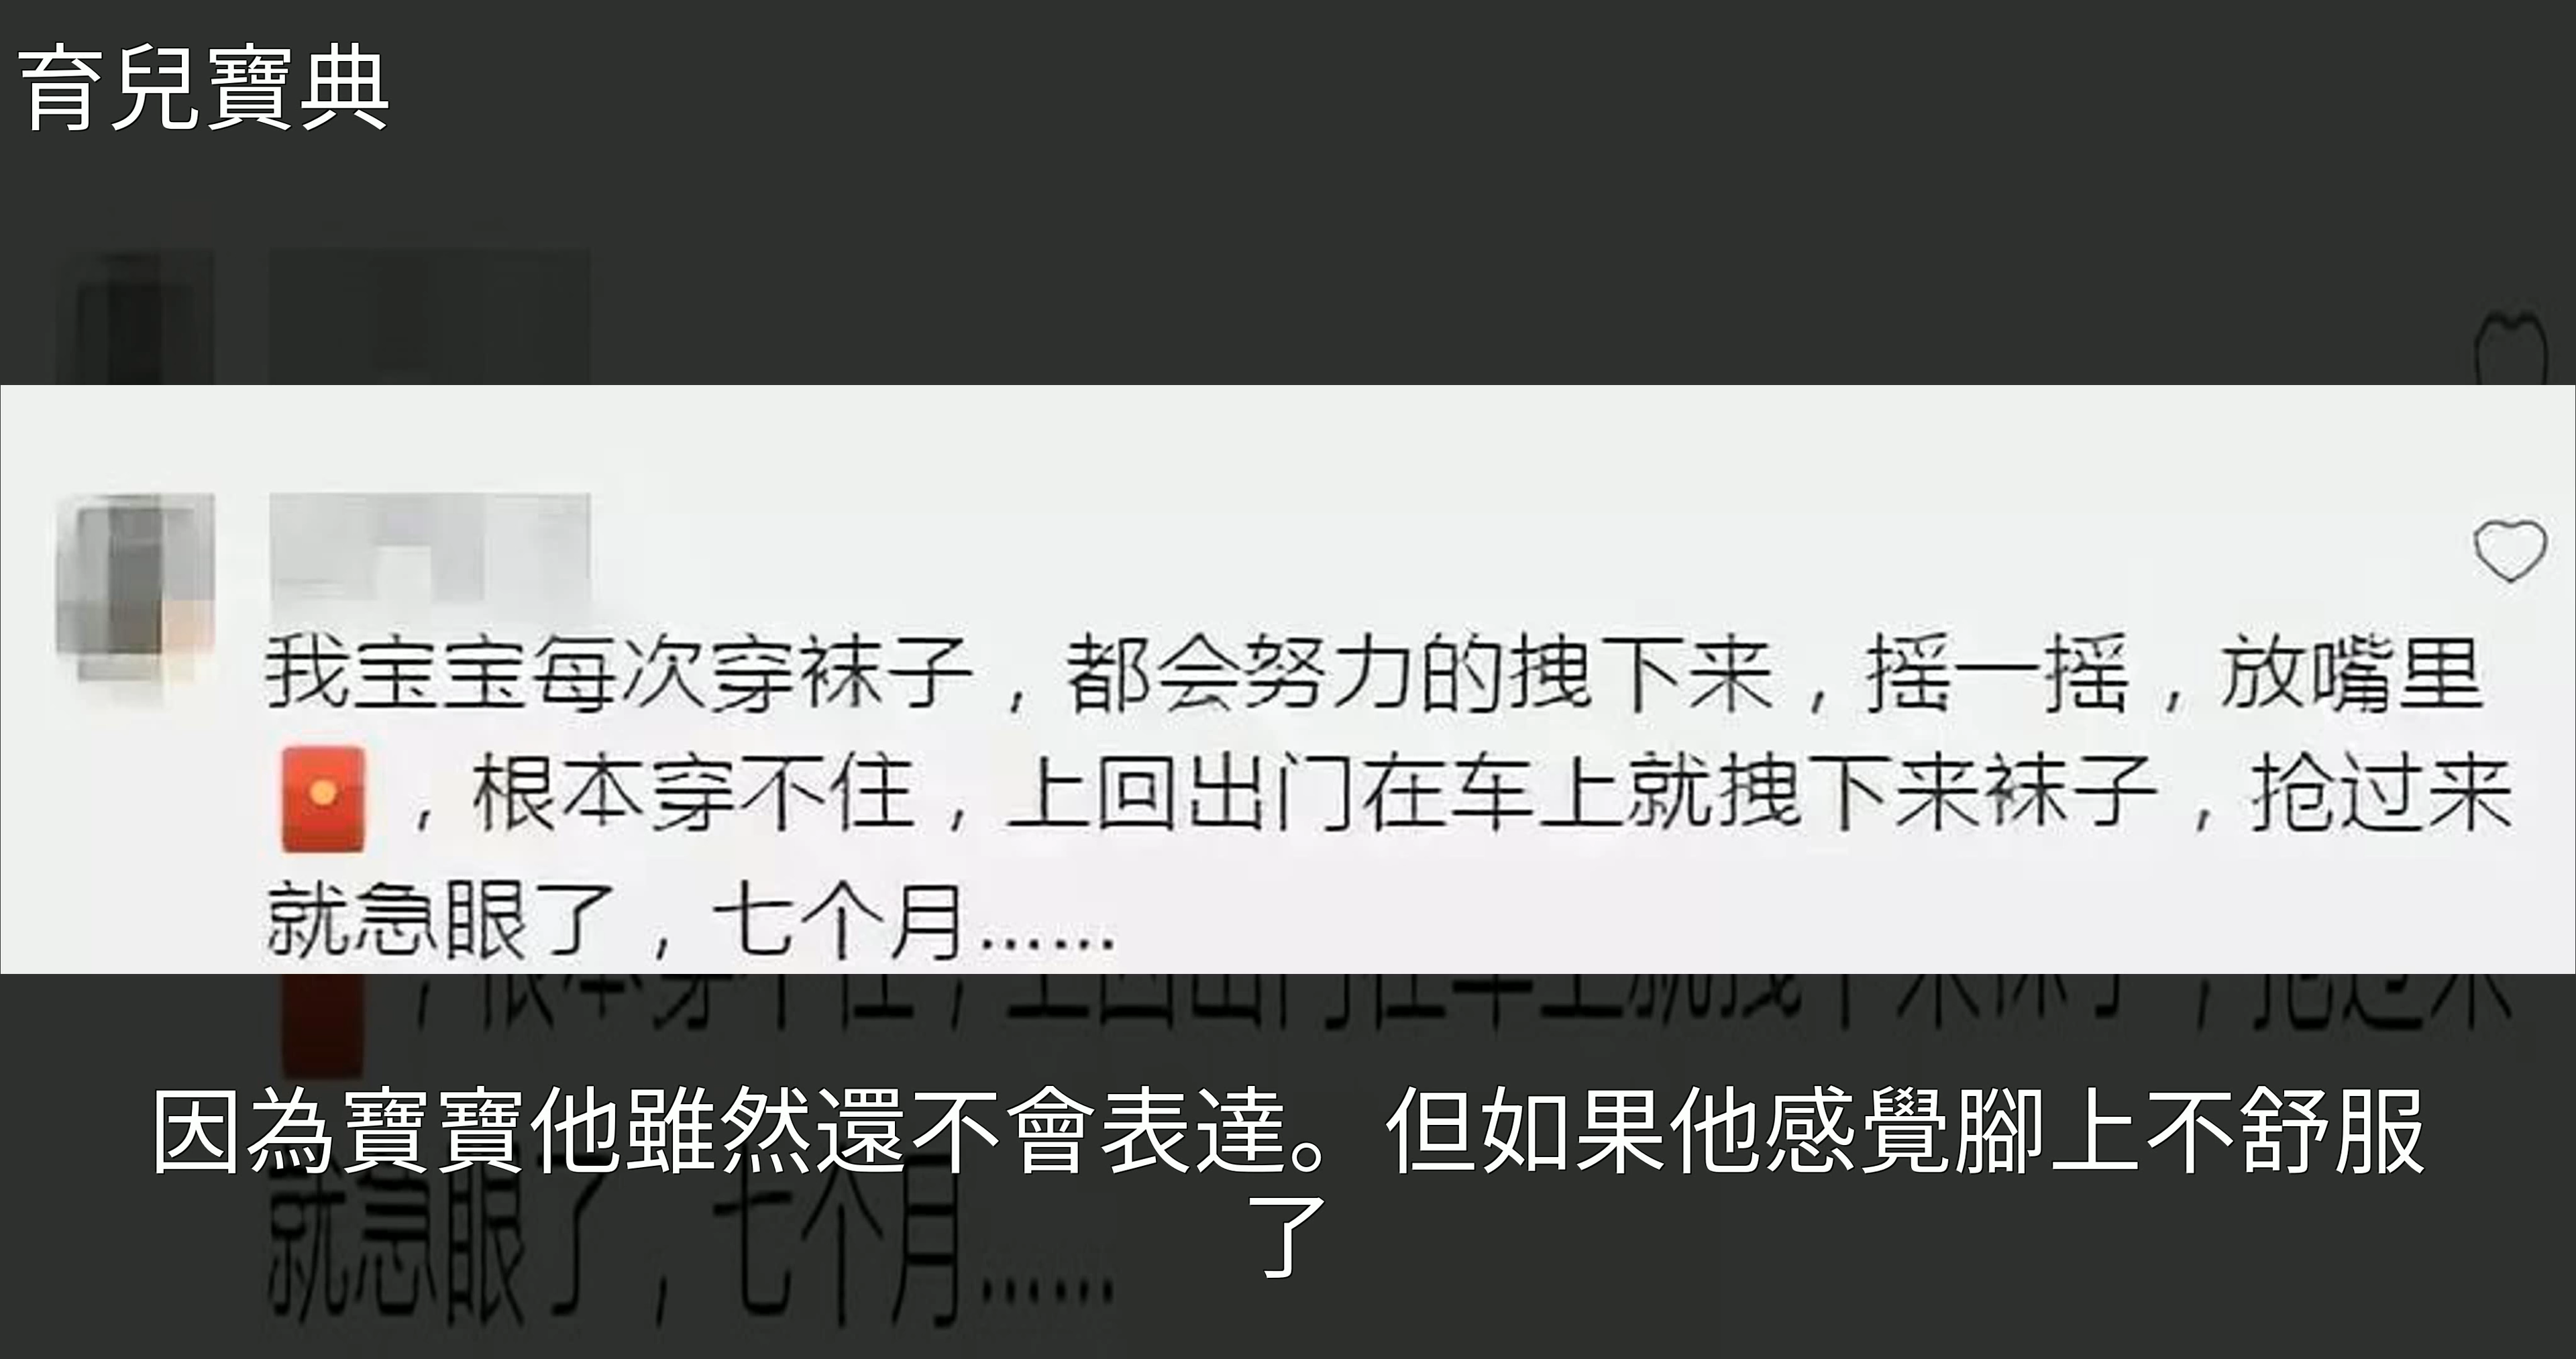 育兒寶典
我宝宝每次穿袜子，都会努力的拽下来，摇一摇，放嘴里
🧧，根本穿不住，上回出门在车上就拽下来袜子，抢过来
就急眼了，七个月……
因為寶寶他雖然還不會表達。但如果他感覺腳上不舒服
了